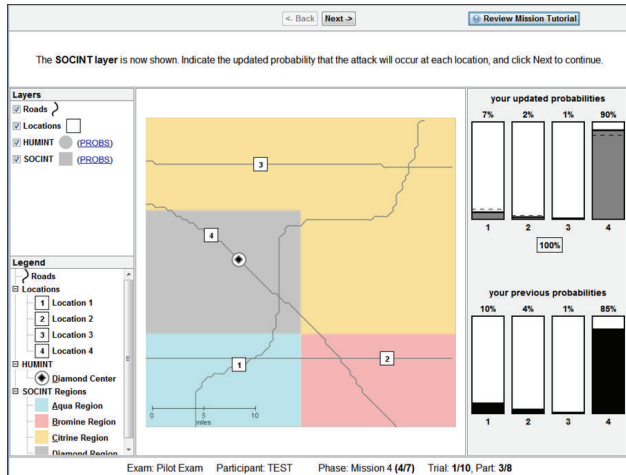 <- Back
Next ->
Review Mission Tutorial
The SOCINT layer is now shown. Indicate the updated probability that the attack will occur at each location, and click Next to continue.
Layers
Roads
Locations
HUMINT (PROBS)
SOCINT (PROBS)
Legend
Roads
Locations
1 Location 1
2 Location 2
3 Location 3
4 Location 4
HUMINT
Diamond Center
SOCINT Regions
Aqua Region
Bromine Region
Citrine Region
Diamond Region
3
4
1
2
0 5 10
miles
your updated probabilities
7% 2% 1% 90%
1 2 3 4
100%
your previous probabilities
10% 4% 1% 85%
1 2 3 4
Exam: Pilot Exam Participant: TEST Phase: Mission 4 (4/7) Trial: 1/10, Part: 3/8